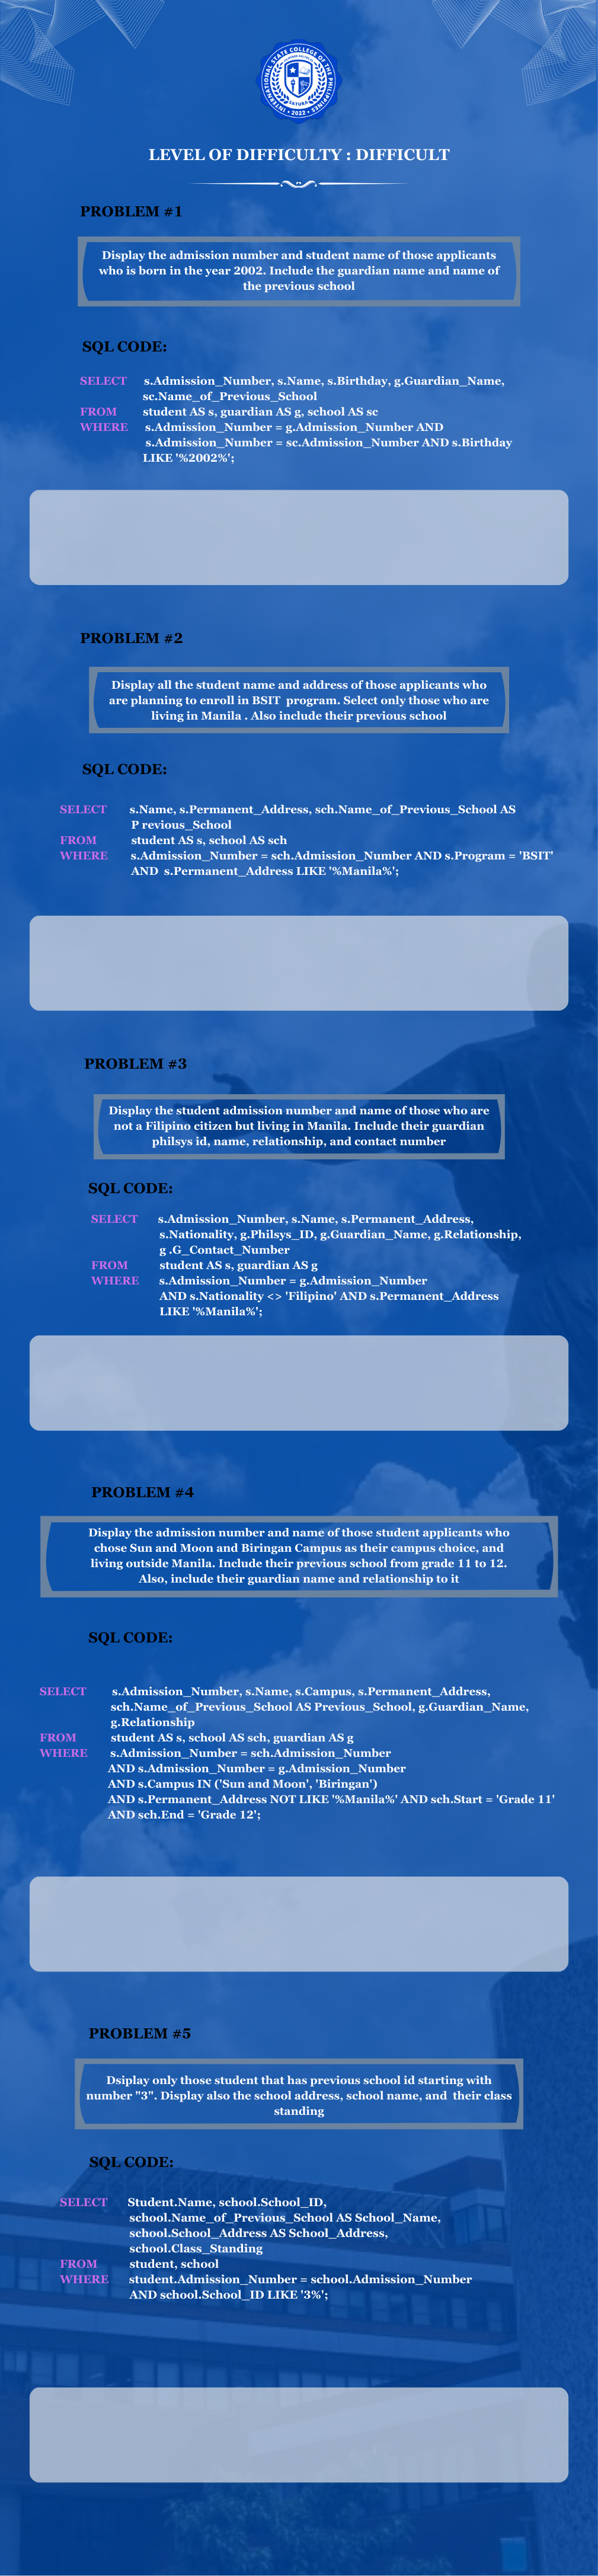 INTERNATIONAL STATE COLLEGE OF THE PHILIPPINES
SATURA
• 2022 •
LEVEL OF DIFFICULTY : DIFFICULT
PROBLEM #1
Display the admission number and student name of those applicants
who is born in the year 2002. Include the guardian name and name of
the previous school
SQL CODE:
SELECT s.Admission_Number, s.Name, s.Birthday, g.Guardian_Name,
sc.Name_of_Previous_School
FROM student AS s, guardian AS g, school AS sc
WHERE s.Admission_Number = g.Admission_Number AND
s.Admission_Number = sc.Admission_Number AND s.Birthday
LIKE '%2002%';
PROBLEM #2
Display all the student name and address of those applicants who
are planning to enroll in BSIT program. Select only those who are
living in Manila . Also include their previous school
SQL CODE:
SELECT s.Name, s.Permanent_Address, sch.Name_of_Previous_School AS
P revious_School
FROM student AS s, school AS sch
WHERE s.Admission_Number = sch.Admission_Number AND s.Program = 'BSIT'
AND s.Permanent_Address LIKE '%Manila%';
PROBLEM #3
Display the student admission number and name of those who are
not a Filipino citizen but living in Manila. Include their guardian
philsys id, name, relationship, and contact number
SQL CODE:
SELECT s.Admission_Number, s.Name, s.Permanent_Address,
s.Nationality, g.Philsys_ID, g.Guardian_Name, g.Relationship,
g .G_Contact_Number
FROM student AS s, guardian AS g
WHERE s.Admission_Number = g.Admission_Number
AND s.Nationality <> 'Filipino' AND s.Permanent_Address
LIKE '%Manila%';
PROBLEM #4
Display the admission number and name of those student applicants who
chose Sun and Moon and Biringan Campus as their campus choice, and
living outside Manila. Include their previous school from grade 11 to 12.
Also, include their guardian name and relationship to it
SQL CODE:
SELECT s.Admission_Number, s.Name, s.Campus, s.Permanent_Address,
sch.Name_of_Previous_School AS Previous_School, g.Guardian_Name,
g.Relationship
FROM student AS s, school AS sch, guardian AS g
WHERE s.Admission_Number = sch.Admission_Number
AND s.Admission_Number = g.Admission_Number
AND s.Campus IN ('Sun and Moon', 'Biringan')
AND s.Permanent_Address NOT LIKE '%Manila%' AND sch.Start = 'Grade 11'
AND sch.End = 'Grade 12';
PROBLEM #5
Dsiplay only those student that has previous school id starting with
number "3". Display also the school address, school name, and their class
standing
SQL CODE:
SELECT Student.Name, school.School_ID,
school.Name_of_Previous_School AS School_Name,
school.School_Address AS School_Address,
school.Class_Standing
FROM student, school
WHERE student.Admission_Number = school.Admission_Number
AND school.School_ID LIKE '3%';